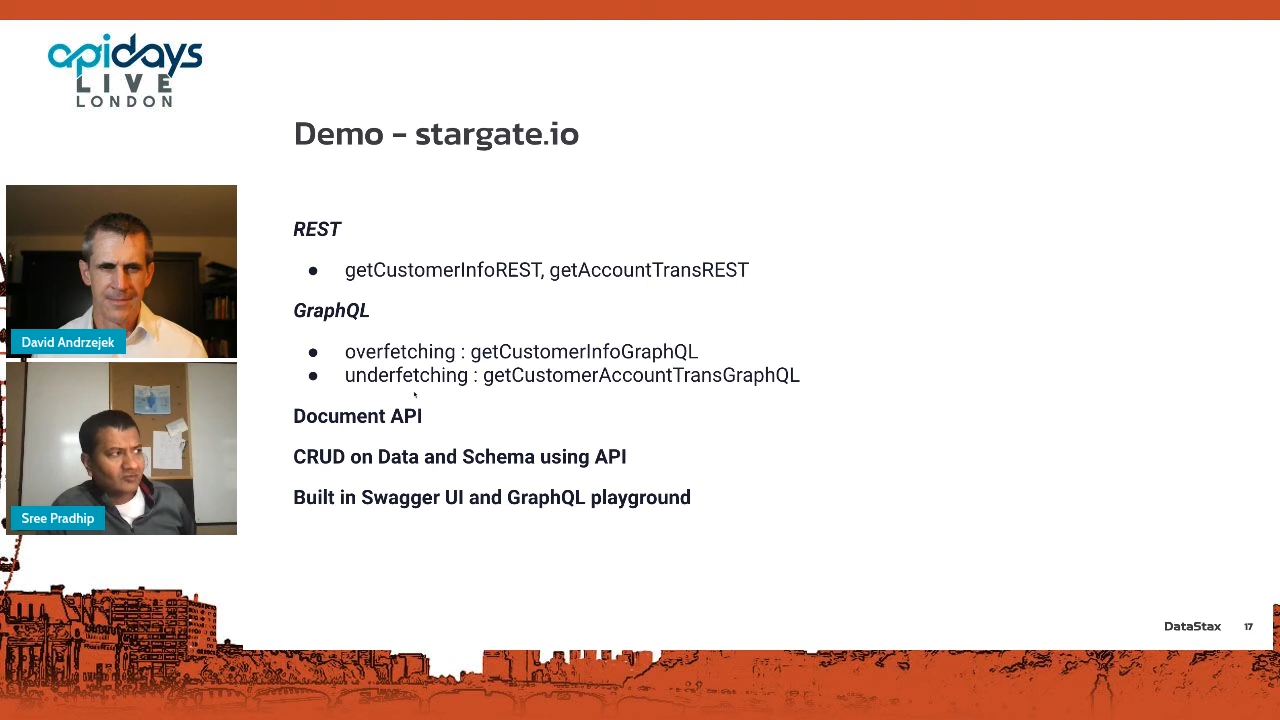 apidays
LIVE
LONDON
Demo - stargate.io
REST
● getCustomerInfoREST, getAccountTransREST
GraphQL
● overfetching : getCustomerInfoGraphQL
● underfetching : getCustomerAccountTransGraphQL
Document API
CRUD on Data and Schema using API
Built in Swagger UI and GraphQL playground
David Andrzejek
Sree Pradhip
DataStax 17